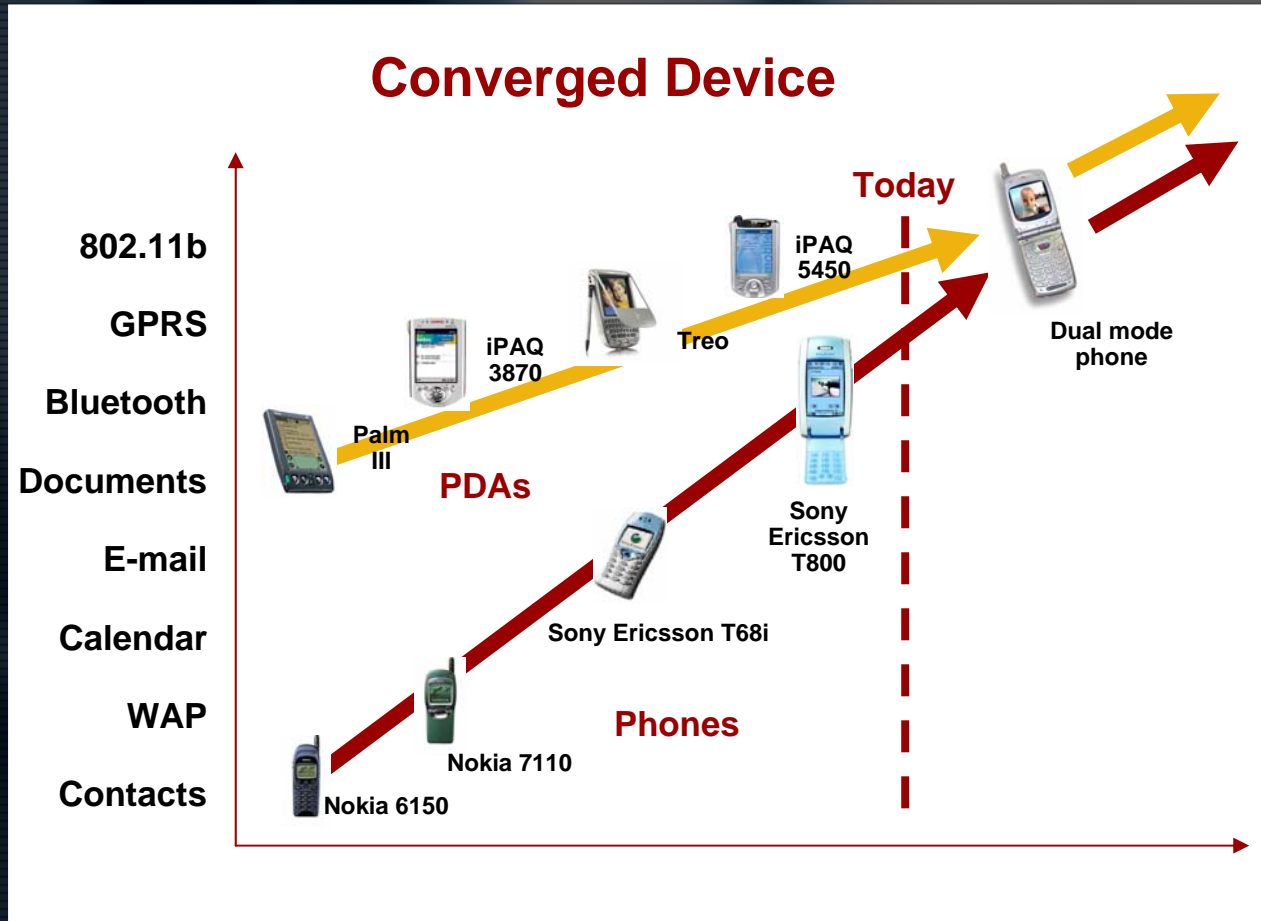 Converged Device
Today
802.11b
GPRS
Bluetooth
Documents
E-mail
Calendar
WAP
Contacts
Palm
III
iPAQ
3870
Treo
iPAQ
5450
Dual mode
phone
PDAs
Sony
Ericsson
T800
Sony Ericsson T68i
Phones
Nokia 7110
Nokia 6150